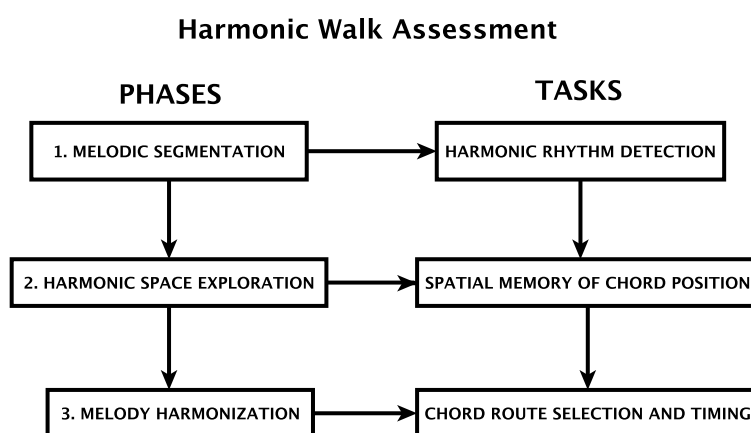 Harmonic Walk Assessment
PHASES
TASKS
1. MELODIC SEGMENTATION
HARMONIC RHYTHM DETECTION
2. HARMONIC SPACE EXPLORATION
SPATIAL MEMORY OF CHORD POSITION
3. MELODY HARMONIZATION
CHORD ROUTE SELECTION AND TIMING